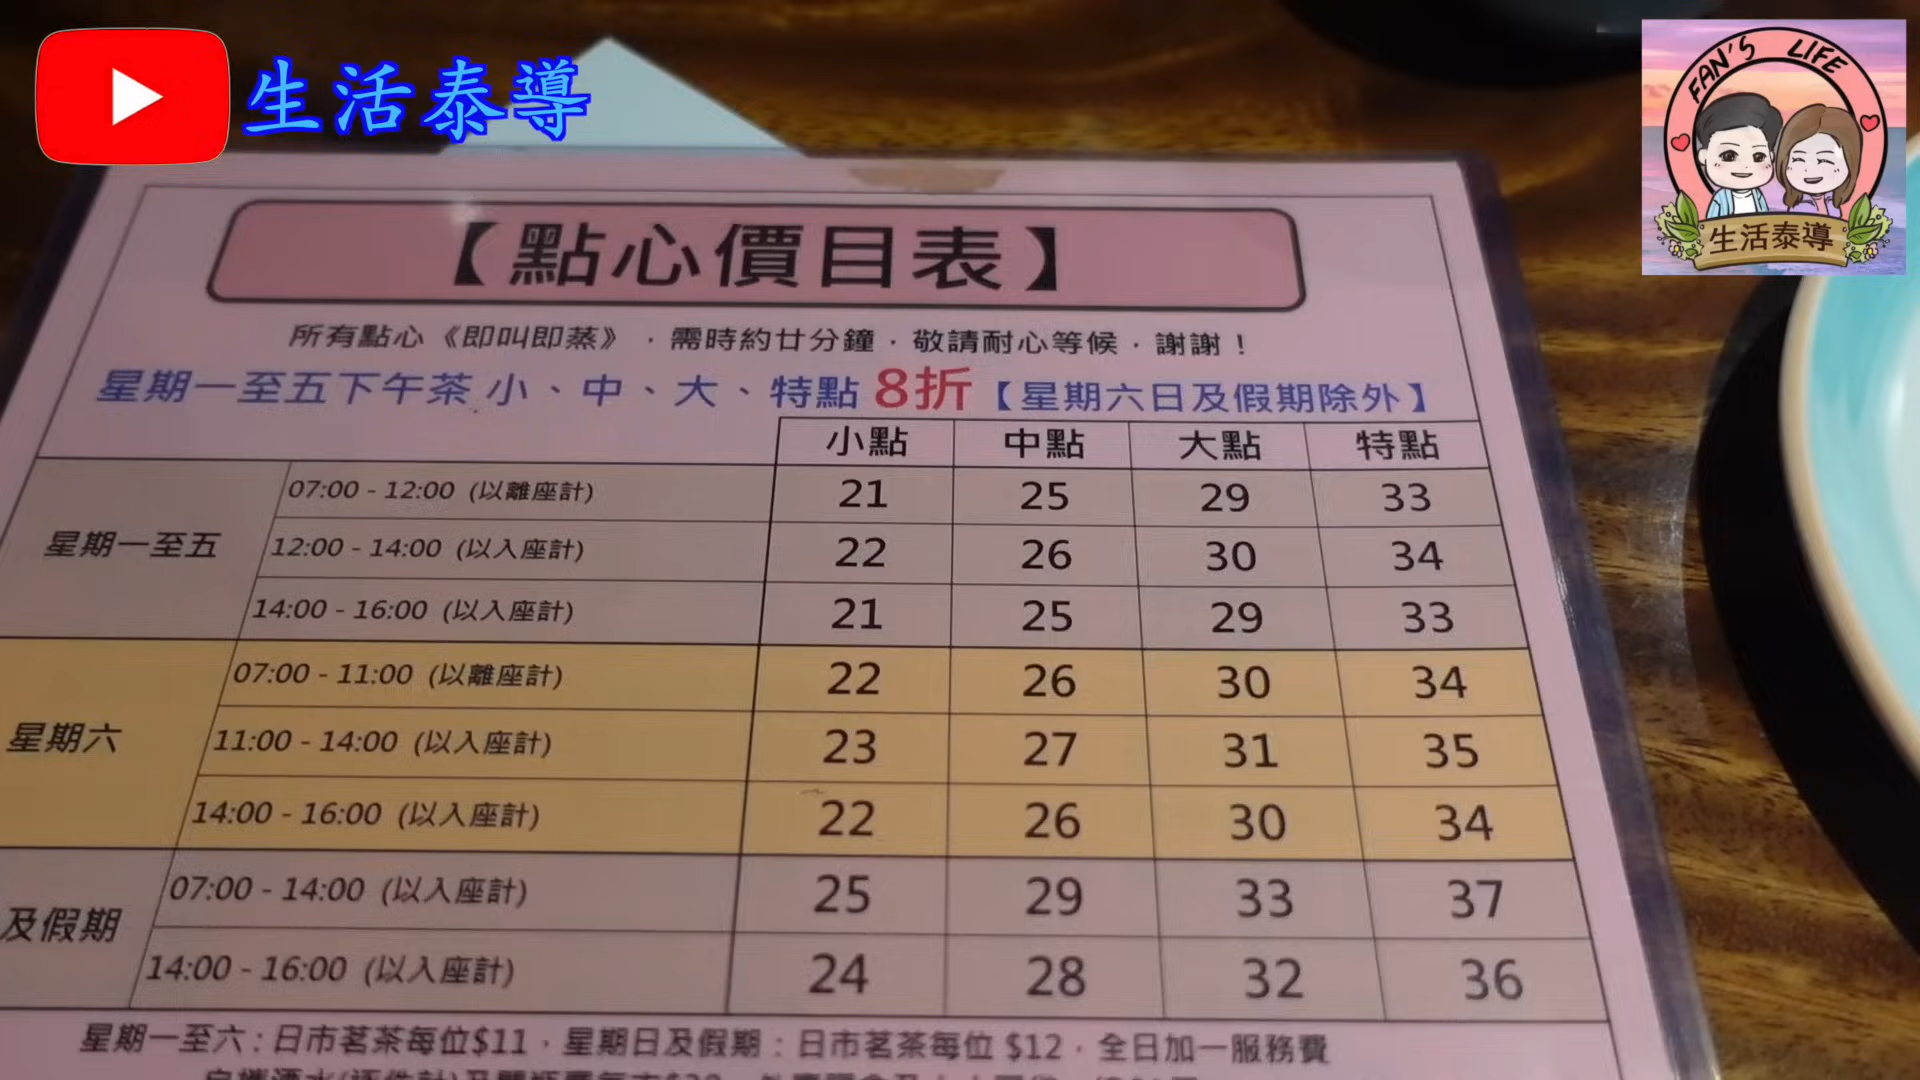 生活泰導
FAN'S LIFE
生活泰導
【點心價目表】
所有點心《即叫即蒸》，需時約廿分鐘，敬請耐心等候，謝謝！
星期一至五下午茶 小、中、大、特點 8折【星期六日及假期除外】
小點 中點 大點 特點
星期一至五
07:00 - 12:00 (以離座計) 21 25 29 33
12:00 - 14:00 (以入座計) 22 26 30 34
14:00 - 16:00 (以入座計) 21 25 29 33
星期六
07:00 - 11:00 (以離座計) 22 26 30 34
11:00 - 14:00 (以入座計) 23 27 31 35
14:00 - 16:00 (以入座計) 22 26 30 34
及假期
07:00 - 14:00 (以入座計) 25 29 33 37
14:00 - 16:00 (以入座計) 24 28 32 36
星期一至六：日市茗茶每位$11，星期日及假期：日市茗茶每位 $12，全日加一服務費